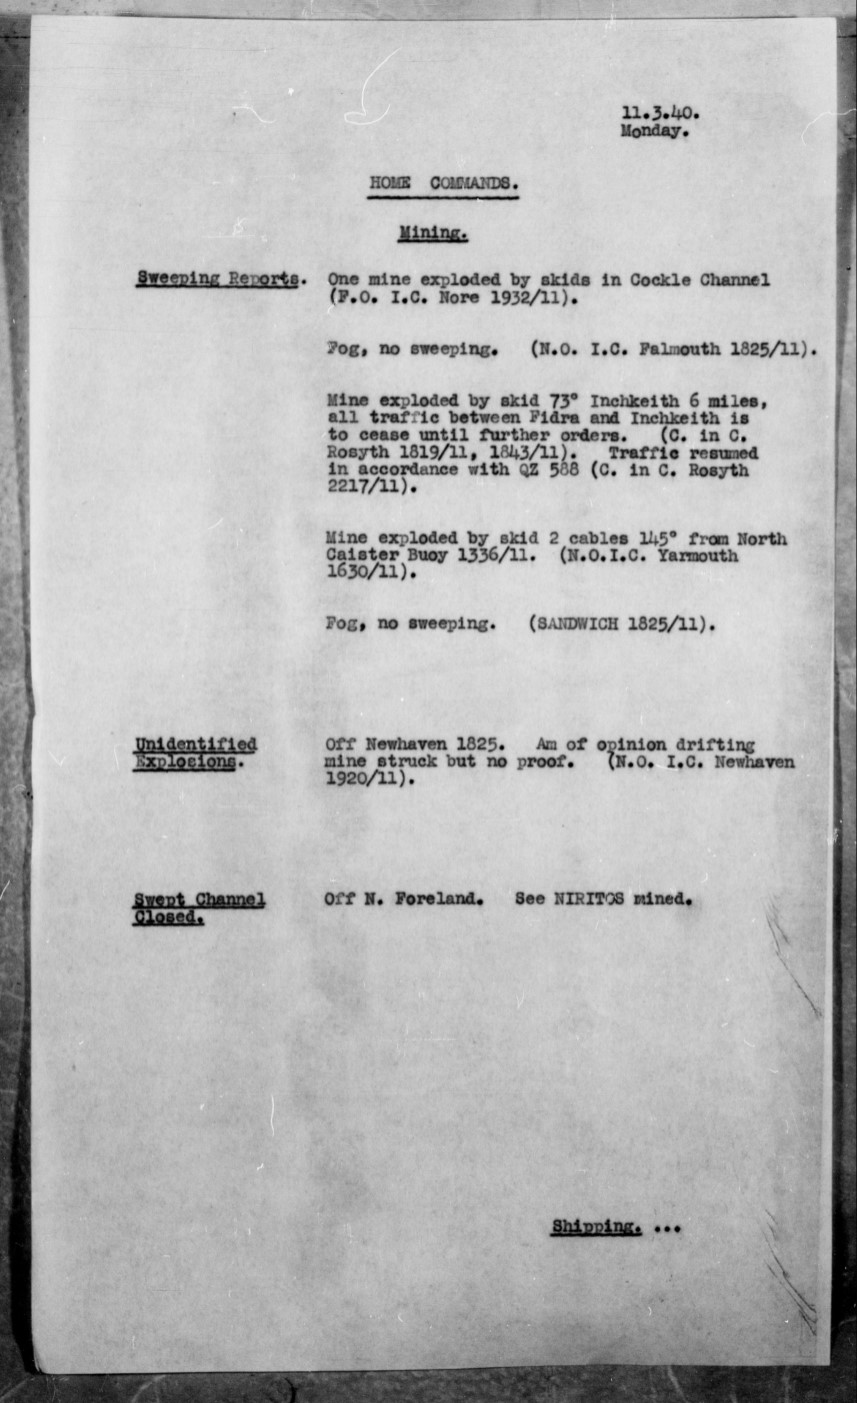 11.3.40.
Monday.
HOME COMMANDS.
Mining.
Sweeping Reports. One mine exploded by skids in Cockle Channel
(F.O. I.C. Nore 1932/11).
Fog, no sweeping. (N.O. I.C. Falmouth 1825/11).
Mine exploded by skid 73° Inchkeith 6 miles,
all traffic between Fidra and Inchkeith is
to cease until further orders. (C. in C.
Rosyth 1819/11, 1843/11). Traffic resumed
in accordance with QZ 588 (C. in C. Rosyth
2217/11).
Mine exploded by skid 2 cables 145° from North
Caister Buoy 1336/11. (N.O.I.C. Yarmouth
1630/11).
Fog, no sweeping. (SANDWICH 1825/11).
Unidentified Off Newhaven 1825. Am of opinion drifting
Explosions. mine struck but no proof. (N.O. I.C. Newhaven
1920/11).
Swept Channel Off N. Foreland. See NIRITOS mined.
Closed.
Shipping. ...